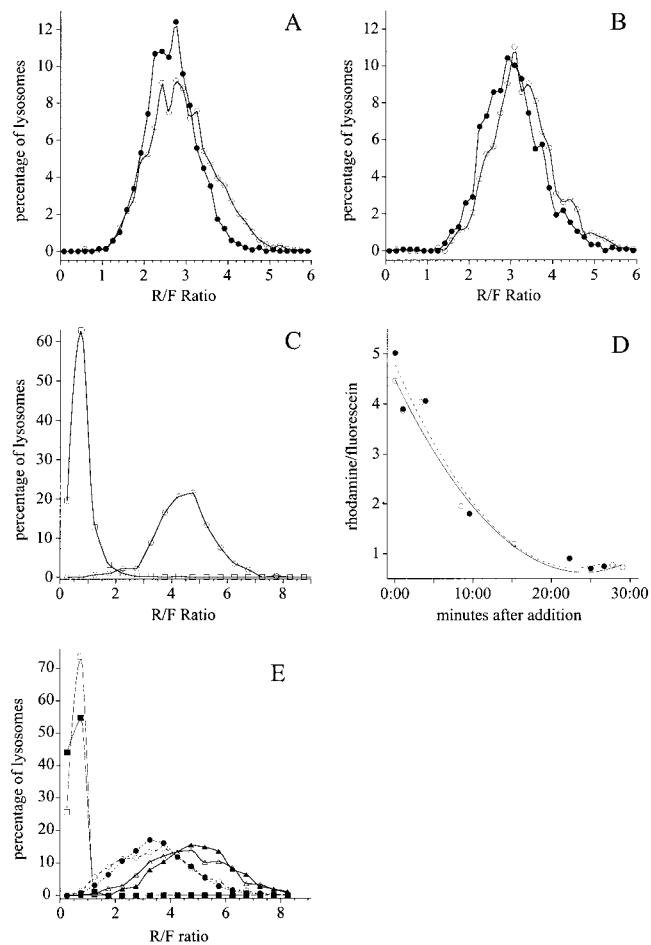 A
percentage of lysosomes
12
10
8
6
4
2
0
0 1 2 3 4 5 6
R/F Ratio
B
percentage of lysosomes
12
10
8
6
4
2
0
0 1 2 3 4 5 6
R/F Ratio
C
percentage of lysosomes
60
50
40
30
20
10
0
0 2 4 6 8
R/F Ratio
D
rhodamine/fluorescein
5
4
3
2
1
0:00 10:00 20:00 30:00
minutes after addition
E
percentage of lysosomes
70
60
50
40
30
20
10
0
0 2 4 6 8
R/F ratio